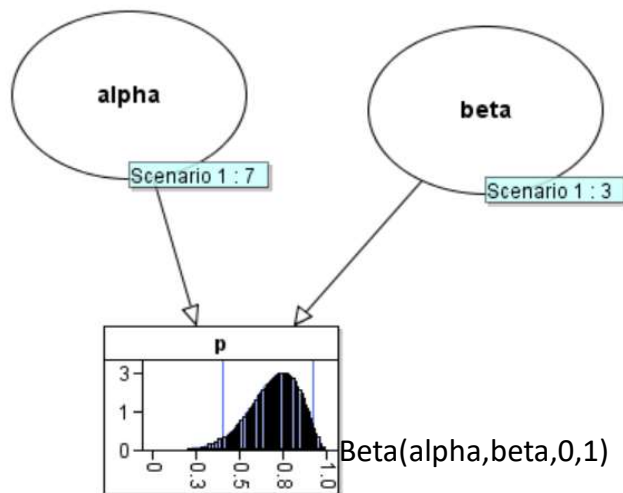 alpha
beta
Scenario 1 : 7
Scenario 1 : 3
p
3
1
0
0
0.3
0.5
0.8
1.0
Beta(alpha,beta,0,1)